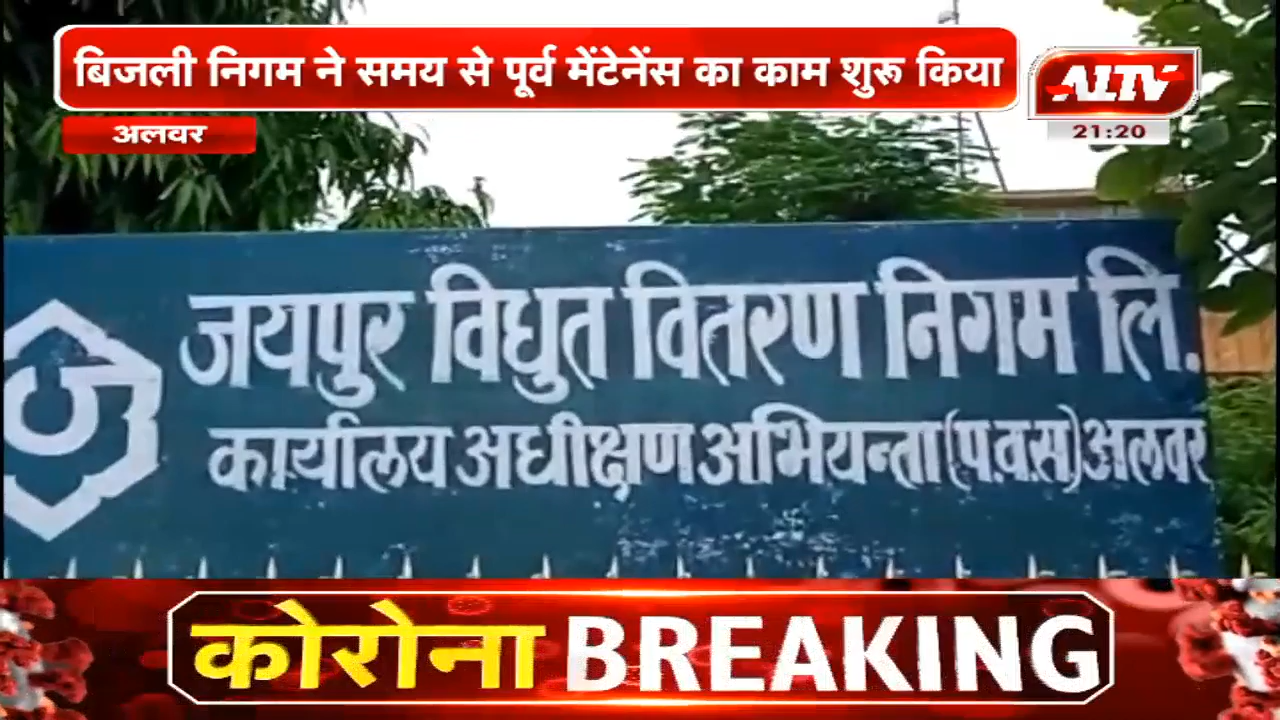 बिजली निगम ने समय से पूर्व मेंटेनेंस का काम शुरू किया
ALTV
21:20
अलवर
जयपुर विधुत वितरण निगम लि.
कार्यालय अधीक्षण अभियन्ता(प.व.स)अलवर
कोरोना BREAKING